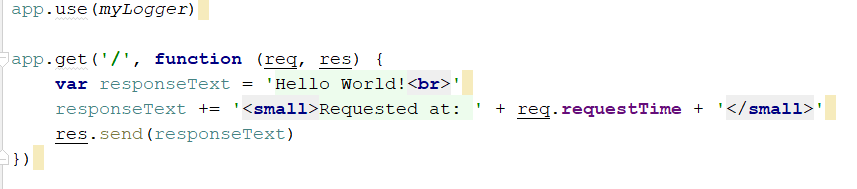 app.use(myLogger)
app.get('/', function (req, res) {
var responseText = 'Hello World!<br>'
responseText += '<small>Requested at: ' + req.requestTime + '</small>'
res.send(responseText)
})